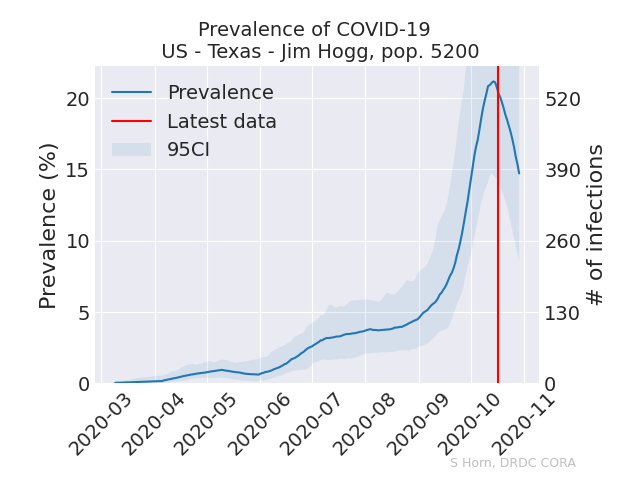 Prevalence of COVID-19
US - Texas - Jim Hogg, pop. 5200
Prevalence
Latest data
95CI
Prevalence (%)
20
15
10
5
0
# of infections
520
390
260
130
0
2020-03
2020-04
2020-05
2020-06
2020-07
2020-08
2020-09
2020-10
2020-11
S Horn, DRDC CORA